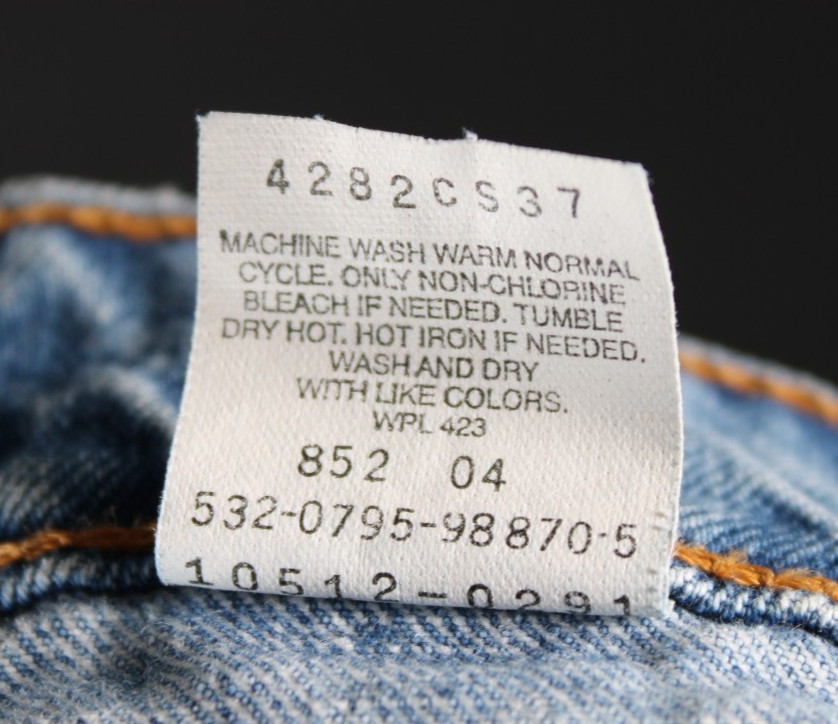 4282CS37
MACHINE WASH WARM NORMAL
CYCLE. ONLY NON-CHLORINE
BLEACH IF NEEDED. TUMBLE
DRY HOT. HOT IRON IF NEEDED.
WASH AND DRY
WITH LIKE COLORS.
WPL 423
852 04
532-0795-98870-5
10512-0291